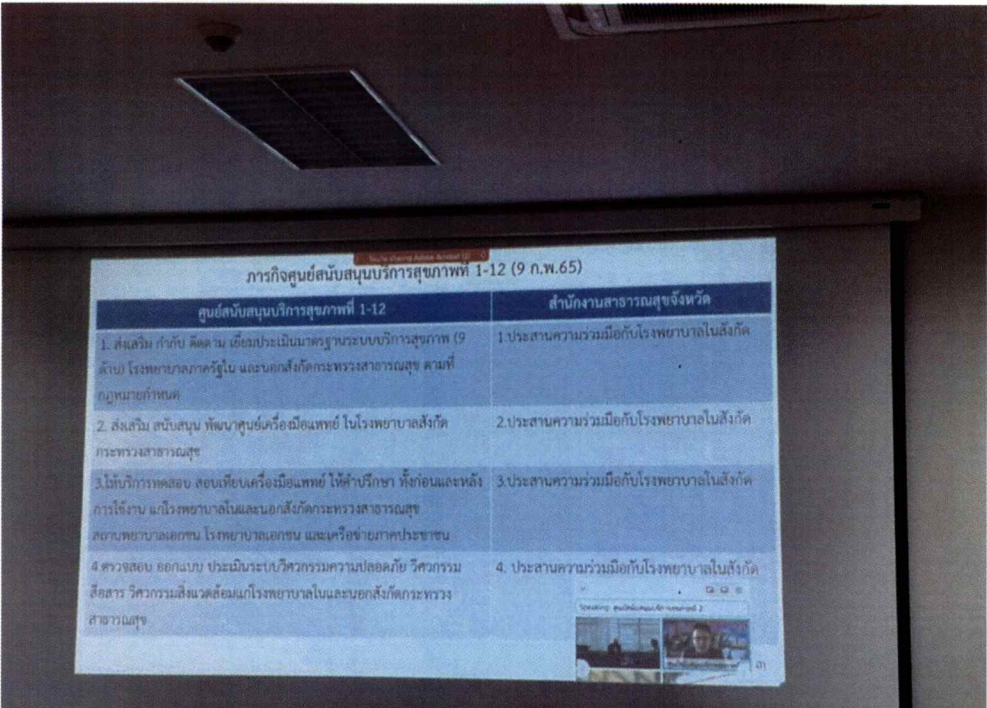 ภารกิจศูนย์สนับสนุนบริการสุขภาพที่ 1-12 (9 ก.พ.65)
ศูนย์สนับสนุนบริการสุขภาพที่ 1-12
สำนักงานสาธารณสุขจังหวัด
1. ส่งเสริม กำกับ ติดตาม เยี่ยมประเมินมาตรฐานระบบบริการสุขภาพ (9
ด้าน) โรงพยาบาลภาครัฐใน และนอกสังกัดกระทรวงสาธารณสุข ตามที่
กฎหมายกำหนด
1.ประสานความร่วมมือกับโรงพยาบาลในสังกัด
2. ส่งเสริม สนับสนุน พัฒนาศูนย์เครื่องมือแพทย์ ในโรงพยาบาลสังกัด
กระทรวงสาธารณสุข
2.ประสานความร่วมมือกับโรงพยาบาลในสังกัด
3.ให้บริการทดสอบ สอบเทียบเครื่องมือแพทย์ ให้คำปรึกษา ทั้งก่อนและหลัง
การใช้งาน แก่โรงพยาบาลในและนอกสังกัดกระทรวงสาธารณสุข
สถานพยาบาลเอกชน โรงพยาบาลเอกชน และเครือข่ายภาคประชาชน
3.ประสานความร่วมมือกับโรงพยาบาลในสังกัด
4.ตรวจสอบ ออกแบบ ประเมินระบบวิศวกรรมความปลอดภัย วิศวกรรม
สื่อสาร วิศวกรรมสิ่งแวดล้อมแก่โรงพยาบาลในและนอกสังกัดกระทรวง
สาธารณสุข
4. ประสานความร่วมมือกับโรงพยาบาลในสังกัด
Speaking: ศูนย์สนับสนุนบริการสุขภาพที่ 2